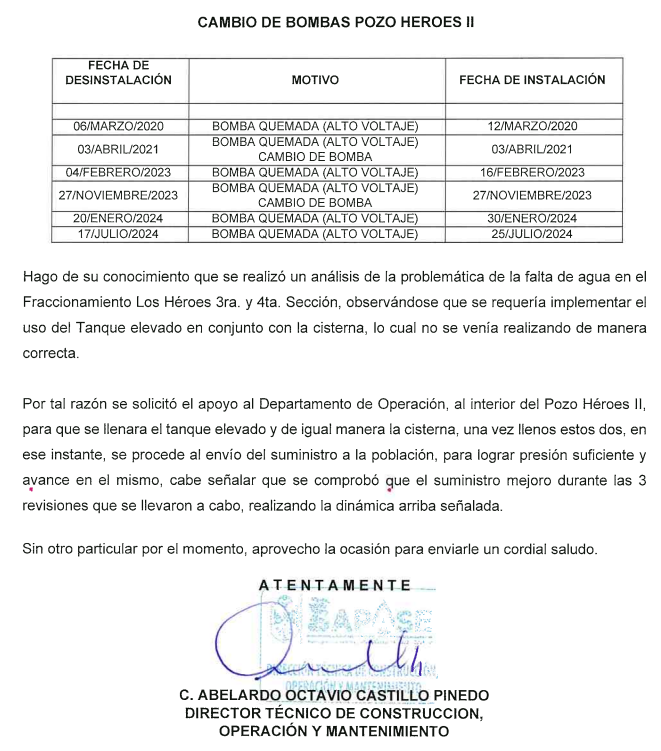 CAMBIO DE BOMBAS POZO HEROES II
FECHA DE DESINSTALACIÓN MOTIVO FECHA DE INSTALACIÓN
06/MARZO/2020 BOMBA QUEMADA (ALTO VOLTAJE) 12/MARZO/2020
03/ABRIL/2021 BOMBA QUEMADA (ALTO VOLTAJE) CAMBIO DE BOMBA 03/ABRIL/2021
04/FEBRERO/2023 BOMBA QUEMADA (ALTO VOLTAJE) 16/FEBRERO/2023
27/NOVIEMBRE/2023 BOMBA QUEMADA (ALTO VOLTAJE) CAMBIO DE BOMBA 27/NOVIEMBRE/2023
20/ENERO/2024 BOMBA QUEMADA (ALTO VOLTAJE) 30/ENERO/2024
17/JULIO/2024 BOMBA QUEMADA (ALTO VOLTAJE) 25/JULIO/2024
Hago de su conocimiento que se realizó un análisis de la problemática de la falta de agua en el
Fraccionamiento Los Héroes 3ra. y 4ta. Sección, observándose que se requería implementar el
uso del Tanque elevado en conjunto con la cisterna, lo cual no se venía realizando de manera
correcta.
Por tal razón se solicitó el apoyo al Departamento de Operación, al interior del Pozo Héroes II,
para que se llenara el tanque elevado y de igual manera la cisterna, una vez llenos estos dos, en
ese instante, se procede al envío del suministro a la población, para lograr presión suficiente y
avance en el mismo, cabe señalar que se comprobó que el suministro mejoro durante las 3
revisiones que se llevaron a cabo, realizando la dinámica arriba señalada.
Sin otro particular por el momento, aprovecho la ocasión para enviarle un cordial saludo.
ATENTAMENTE
SAPASE
DIRECCIÓN TÉCNICA DE CONSTRUCCIÓN,
OPERACIÓN Y MANTENIMIENTO
C. ABELARDO OCTAVIO CASTILLO PINEDO
DIRECTOR TÉCNICO DE CONSTRUCCION,
OPERACIÓN Y MANTENIMIENTO